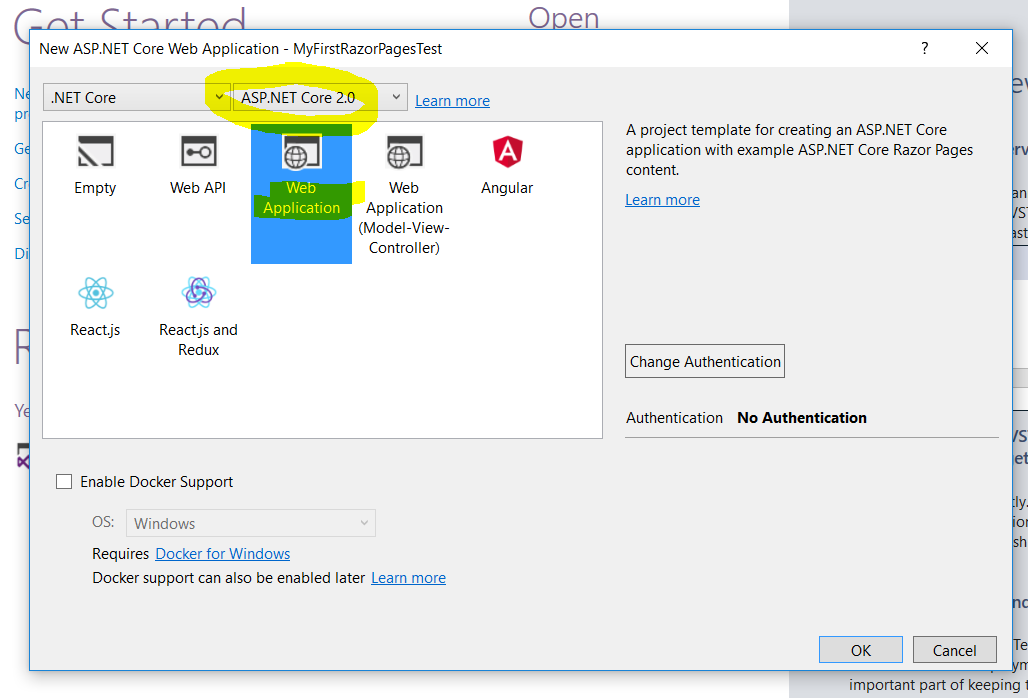 Get Started
Open
New ASP.NET Core Web Application - MyFirstRazorPagesTest
?
.NET Core
ASP.NET Core 2.0
Learn more
Empty
Web API
Web
Application
Web
Application
(Model-View-
Controller)
Angular
React.js
React.js and
Redux
A project template for creating an ASP.NET Core
application with example ASP.NET Core Razor Pages
content.
Learn more
Change Authentication
Authentication No Authentication
Enable Docker Support
OS: Windows
Requires Docker for Windows
Docker support can also be enabled later Learn more
OK
Cancel
important part of keeping